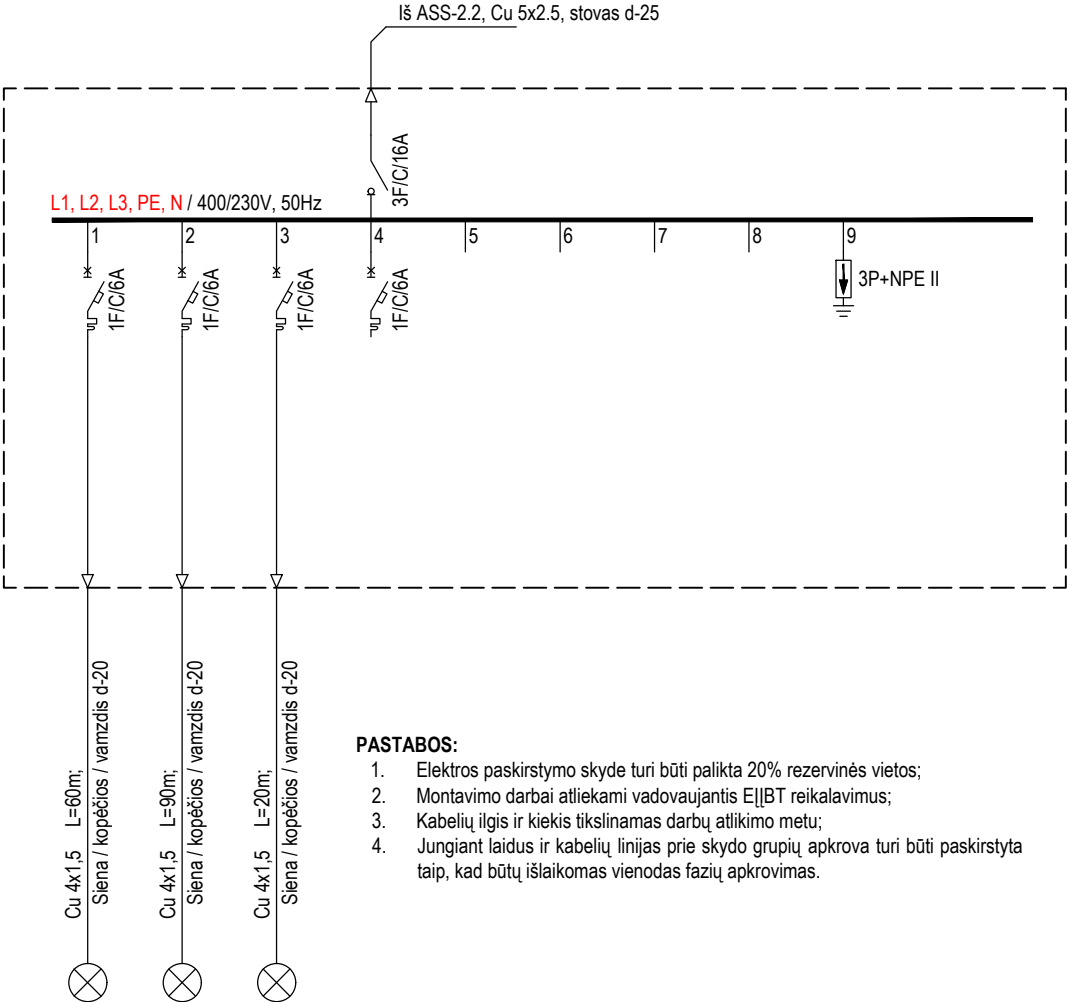 Iš ASS-2.2, Cu 5x2.5, stovas d-25
3F/C/16A
L1, L2, L3, PE, N / 400/230V, 50Hz
1
2
3
4
5
6
7
8
9
1F/C/6A
1F/C/6A
1F/C/6A
1F/C/6A
3P+NPE II
Cu 4x1,5 L=60m;
Siena / kopėčios / vamzdis d-20
Cu 4x1,5 L=90m;
Siena / kopėčios / vamzdis d-20
Cu 4x1,5 L=20m;
Siena / kopėčios / vamzdis d-20
PASTABOS:
1. Elektros paskirstymo skyde turi būti palikta 20% rezervinės vietos;
2. Montavimo darbai atliekami vadovaujantis EĮĮBT reikalavimus;
3. Kabelių ilgis ir kiekis tikslinamas darbų atlikimo metu;
4. Jungiant laidus ir kabelių linijas prie skydo grupių apkrova turi būti paskirstyta
taip, kad būtų išlaikomas vienodas fazių apkrovimas.